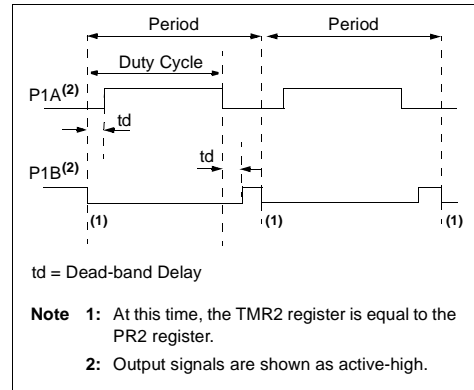 Period Period
Duty Cycle
P1A(2)
td
td
P1B(2)
(1) (1) (1)
td = Dead-band Delay
Note 1: At this time, the TMR2 register is equal to the
PR2 register.
2: Output signals are shown as active-high.